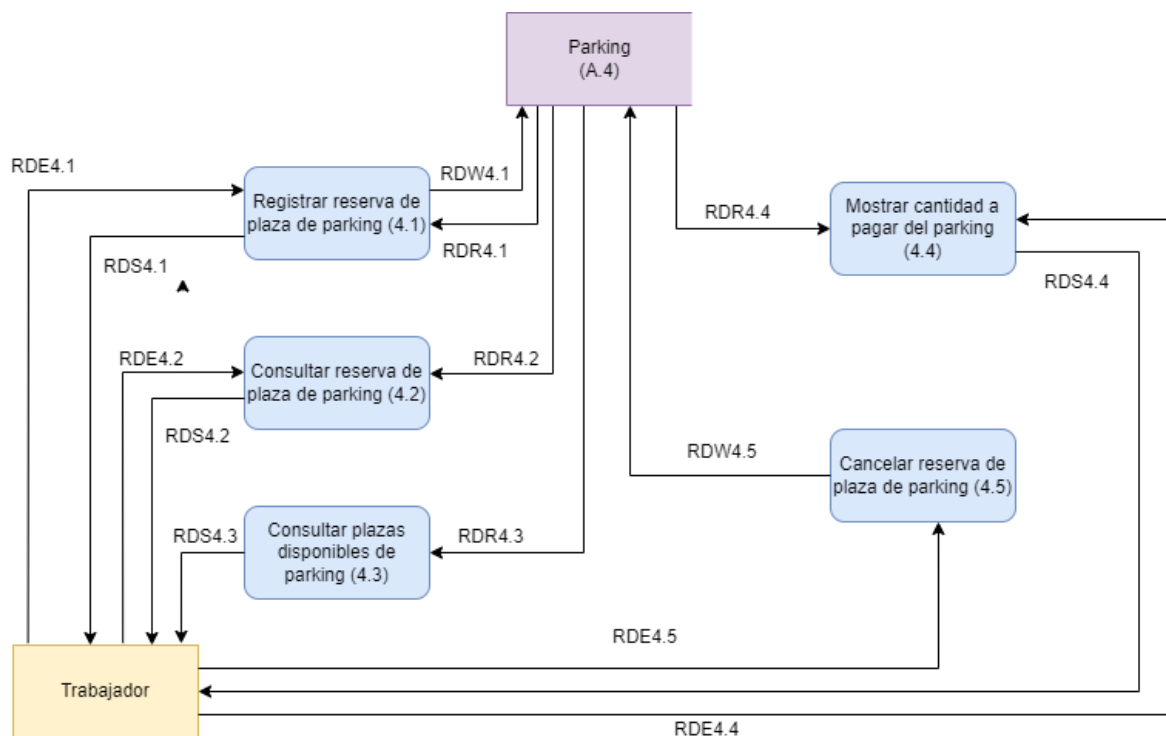 Parking
(A.4)
RDE4.1
Registrar reserva de
plaza de parking (4.1)
RDW4.1
RDR4.1
RDS4.1
RDR4.4
Mostrar cantidad a
pagar del parking
(4.4)
RDS4.4
RDE4.2
Consultar reserva de
plaza de parking (4.2)
RDR4.2
RDS4.2
RDW4.5
Cancelar reserva de
plaza de parking (4.5)
RDS4.3
Consultar plazas
disponibles de
parking (4.3)
RDR4.3
RDE4.5
Trabajador
RDE4.4